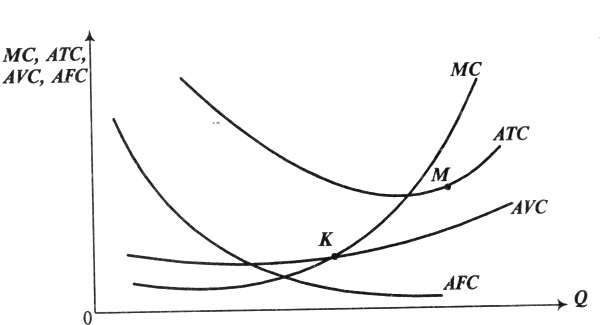 MC, ATC,
AVC, AFC
MC
ATC
M
AVC
K
AFC
Q
0